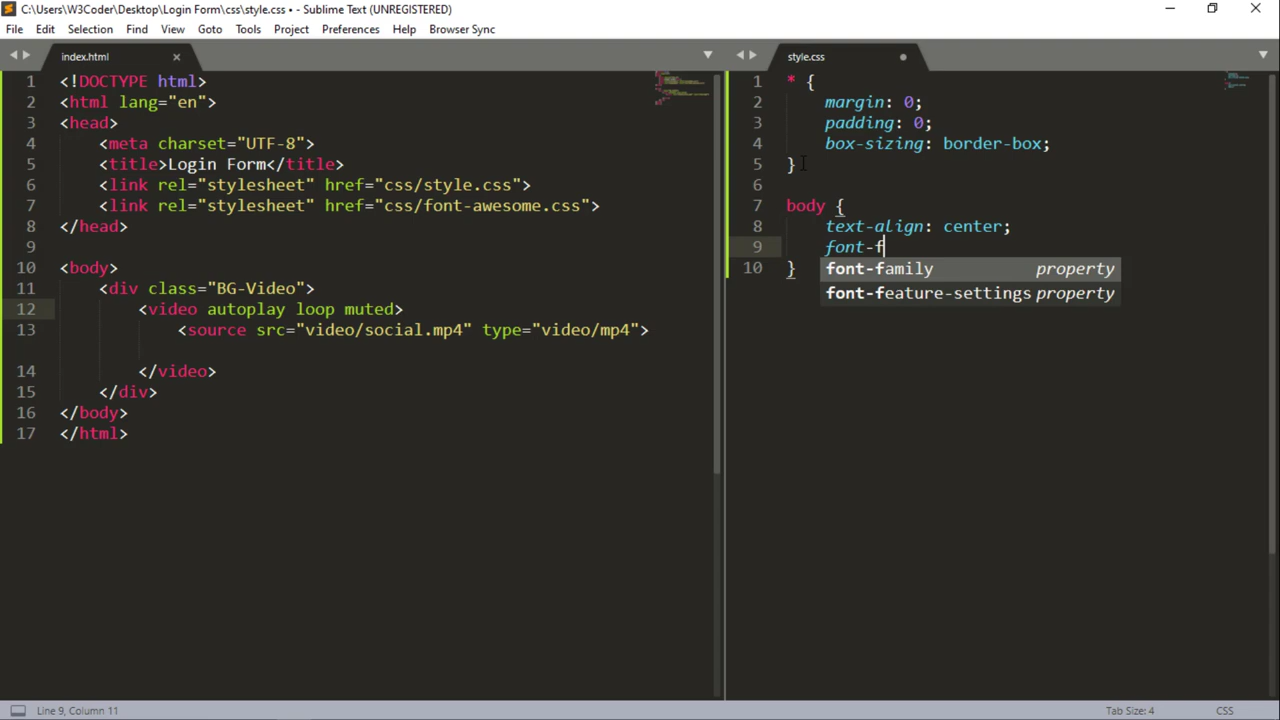 C:\Users\W3Coder\Desktop\Login Form\css\style.css • - Sublime Text (UNREGISTERED)
File Edit Selection Find View Goto Tools Project Preferences Help Browser Sync
index.html
1 <!DOCTYPE html>
2 <html lang="en">
3 <head>
4 <meta charset="UTF-8">
5 <title>Login Form</title>
6 <link rel="stylesheet" href="css/style.css">
7 <link rel="stylesheet" href="css/font-awesome.css">
8 </head>
9
10 <body>
11 <div class="BG-Video">
12 <video autoplay loop muted>
13 <source src="video/social.mp4" type="video/mp4">
14 </video>
15 </div>
16 </body>
17 </html>
style.css
1 * {
2 margin: 0;
3 padding: 0;
4 box-sizing: border-box;
5 }
6
7 body {
8 text-align: center;
9 font-f
10 }
font-family property
font-feature-settings property
Line 9, Column 11
Tab Size: 4
CSS